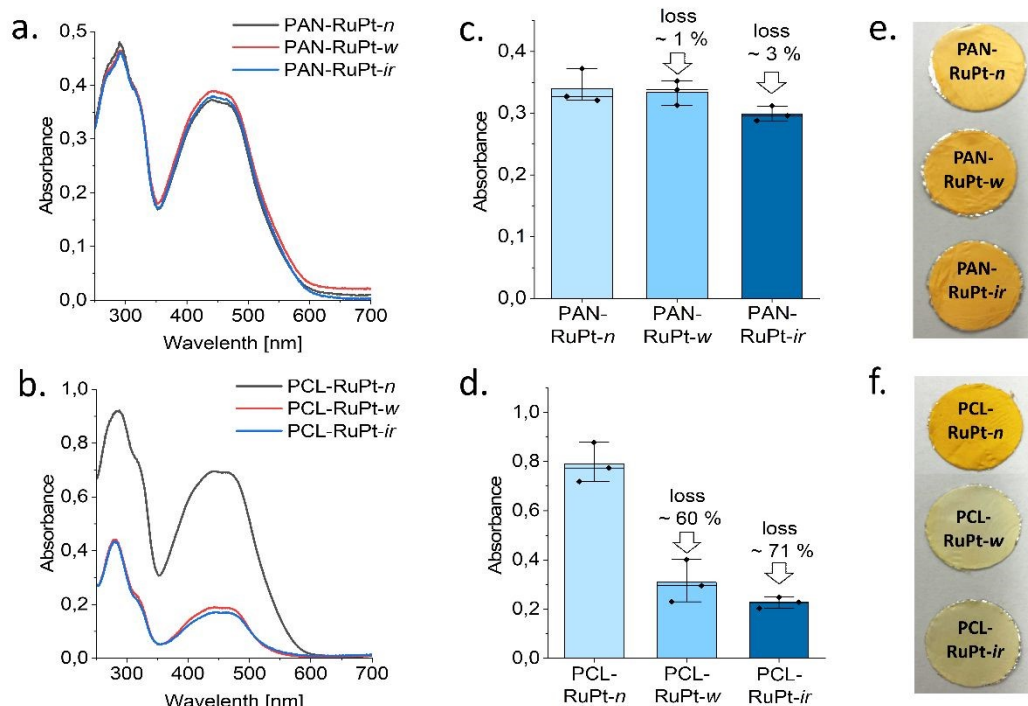 a.
PAN-RuPt-n
PAN-RuPt-w
PAN-RuPt-ir
Absorbance
0,5
0,4
0,3
0,2
0,1
0,0
300 400 500 600 700
Wavelenth [nm]
c.
Absorbance
0,4
0,3
0,3
0,2
0,1
0,0
loss
~ 1 %
loss
~ 3 %
PAN-
RuPt-n
PAN-
RuPt-w
PAN-
RuPt-ir
e.
PAN-
RuPt-n
PAN-
RuPt-w
PAN-
RuPt-ir
b.
PCL-RuPt-n
PCL-RuPt-w
PCL-RuPt-ir
Absorbance
1,0
0,8
0,6
0,4
0,2
0,0
300 400 500 600 700
Wavelenth [nm]
d.
Absorbance
1,0
0,8
0,6
0,4
0,2
0,0
loss
~ 60 %
loss
~ 71 %
PCL-
RuPt-n
PCL-
RuPt-w
PCL-
RuPt-ir
f.
PCL-
RuPt-n
PCL-
RuPt-w
PCL-
RuPt-ir